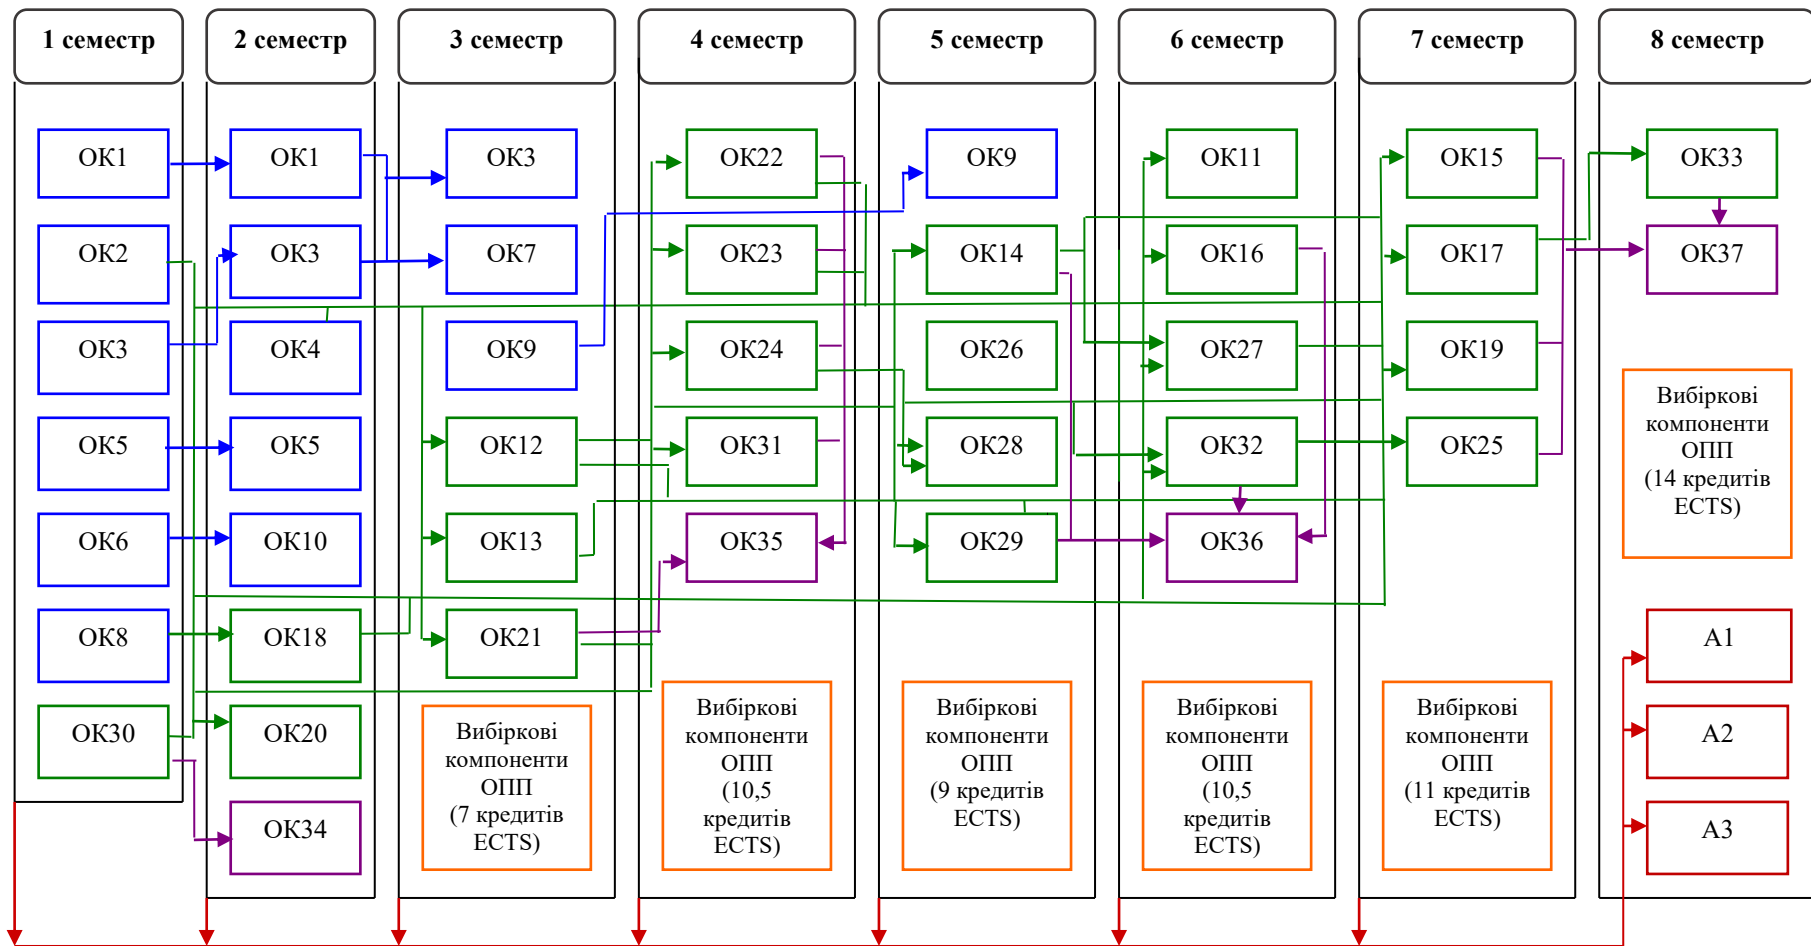 1 семестр
2 семестр
3 семестр
4 семестр
5 семестр
6 семестр
7 семестр
8 семестр
ОК1
ОК2
ОК3
ОК5
ОК6
ОК8
ОК30
ОК1
ОК3
ОК4
ОК5
ОК10
ОК18
ОК20
ОК34
ОК3
ОК7
ОК9
ОК12
ОК13
ОК21
Вибіркові
компоненти
ОПП
(7 кредитів
ECTS)
ОК22
ОК23
ОК24
ОК31
ОК35
Вибіркові
компоненти
ОПП
(10,5
кредитів
ECTS)
ОК9
ОК14
ОК26
ОК28
ОК29
Вибіркові
компоненти
ОПП
(9 кредитів
ECTS)
ОК11
ОК16
ОК27
ОК32
ОК36
Вибіркові
компоненти
ОПП
(10,5
кредитів
ECTS)
ОК15
ОК17
ОК19
ОК25
Вибіркові
компоненти
ОПП
(11 кредитів
ECTS)
ОК33
ОК37
Вибіркові
компоненти
ОПП
(14 кредитів
ECTS)
А1
А2
А3